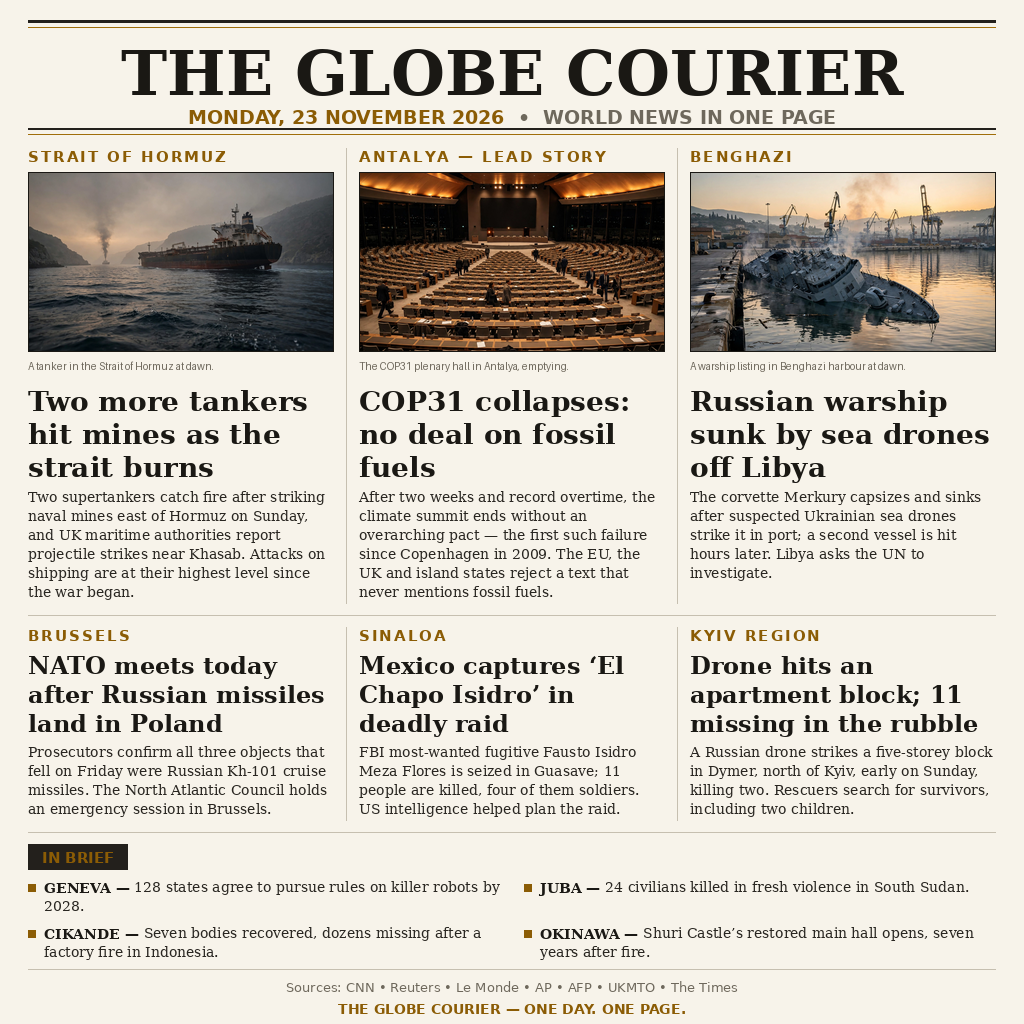 THE GLOBE COURIER
MONDAY, 23 NOVEMBER 2026 • WORLD NEWS IN ONE PAGE
STRAIT OF HORMUZ
A tanker in the Strait of Hormuz at dawn.
Two more tankers
hit mines as the
strait burns
Two supertankers catch fire after striking
naval mines east of Hormuz on Sunday,
and UK maritime authorities report
projectile strikes near Khasab. Attacks on
shipping are at their highest level since
the war began.
ANTALYA — LEAD STORY
The COP31 plenary hall in Antalya, emptying.
COP31 collapses:
no deal on fossil
fuels
After two weeks and record overtime, the
climate summit ends without an
overarching pact — the first such failure
since Copenhagen in 2009. The EU, the
UK and island states reject a text that
never mentions fossil fuels.
BENGHAZI
A warship listing in Benghazi harbour at dawn.
Russian warship
sunk by sea drones
off Libya
The corvette Merkury capsizes and sinks
after suspected Ukrainian sea drones
strike it in port; a second vessel is hit
hours later. Libya asks the UN to
investigate.
BRUSSELS
NATO meets today
after Russian missiles
land in Poland
Prosecutors confirm all three objects that
fell on Friday were Russian Kh-101 cruise
missiles. The North Atlantic Council holds
an emergency session in Brussels.
SINALOA
Mexico captures ‘El
Chapo Isidro’ in
deadly raid
FBI most-wanted fugitive Fausto Isidro
Meza Flores is seized in Guasave; 11
people are killed, four of them soldiers.
US intelligence helped plan the raid.
KYIV REGION
Drone hits an
apartment block; 11
missing in the rubble
A Russian drone strikes a five-storey block
in Dymer, north of Kyiv, early on Sunday,
killing two. Rescuers search for survivors,
including two children.
IN BRIEF
GENEVA — 128 states agree to pursue rules on killer robots by
2028.
JUBA — 24 civilians killed in fresh violence in South Sudan.
CIKANDE — Seven bodies recovered, dozens missing after a
factory fire in Indonesia.
OKINAWA — Shuri Castle’s restored main hall opens, seven
years after fire.
Sources: CNN • Reuters • Le Monde • AP • AFP • UKMTO • The Times
THE GLOBE COURIER — ONE DAY. ONE PAGE.